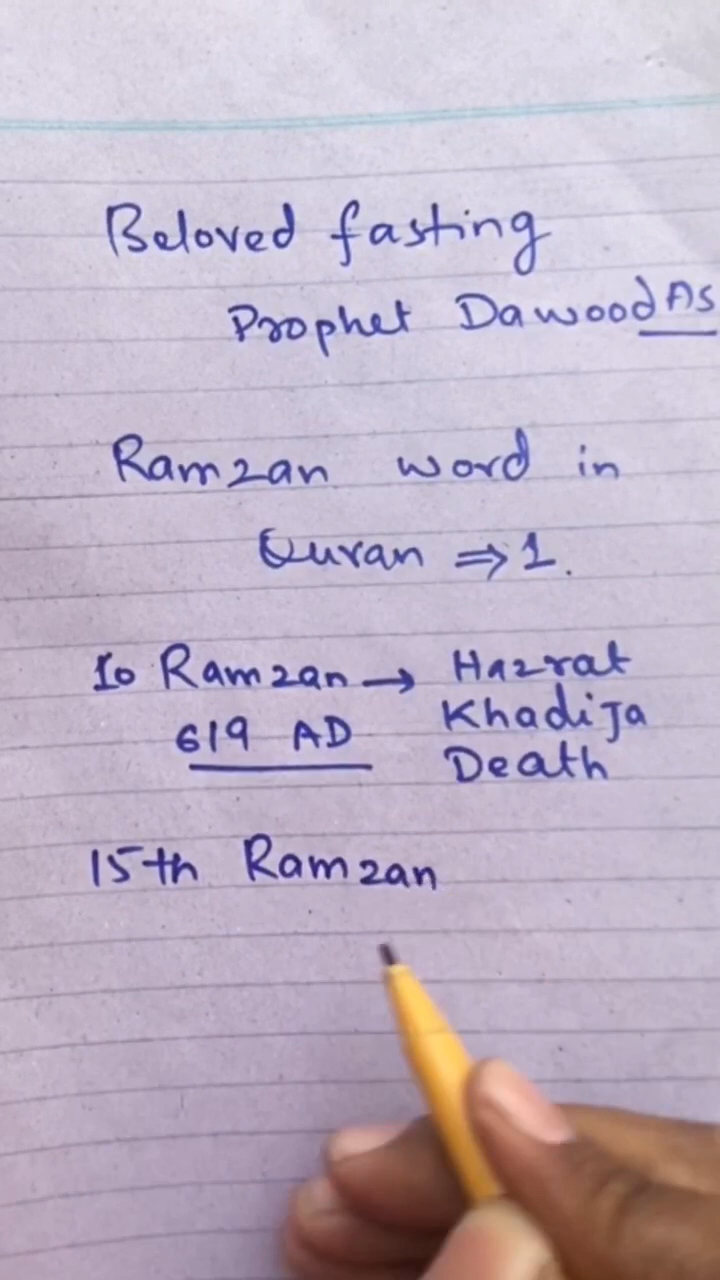 Beloved fasting
Prophet Dawood As
Ramzan word in
Quran ⇒ 1.
10 Ramzan → Hazrat
619 AD Khadija
Death
15th Ramzan